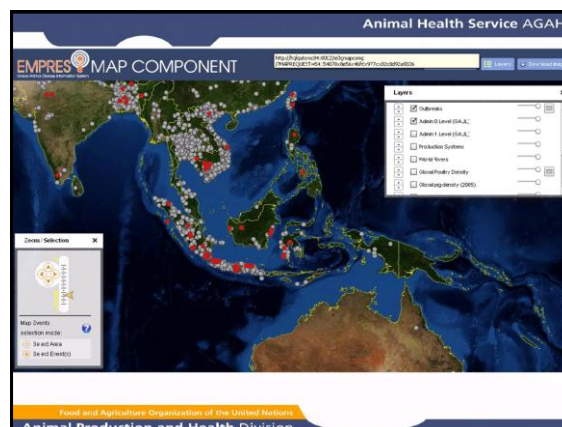 Animal Health Service AGAH
EMPRES
Global Animal Disease Information System
MAP COMPONENT
Layers
Download map
Layers
Outbreaks
Admin 0 Level (GAUL)
Admin 1 Level (GAUL)
Production Systems
World Rivers
Global Poultry Density
Global pig density (2005)
Zoom / Selection
Map Events
selection mode:
Select Area
Select Event(s)
Food and Agriculture Organization of the United Nations
Animal Production and Health Division